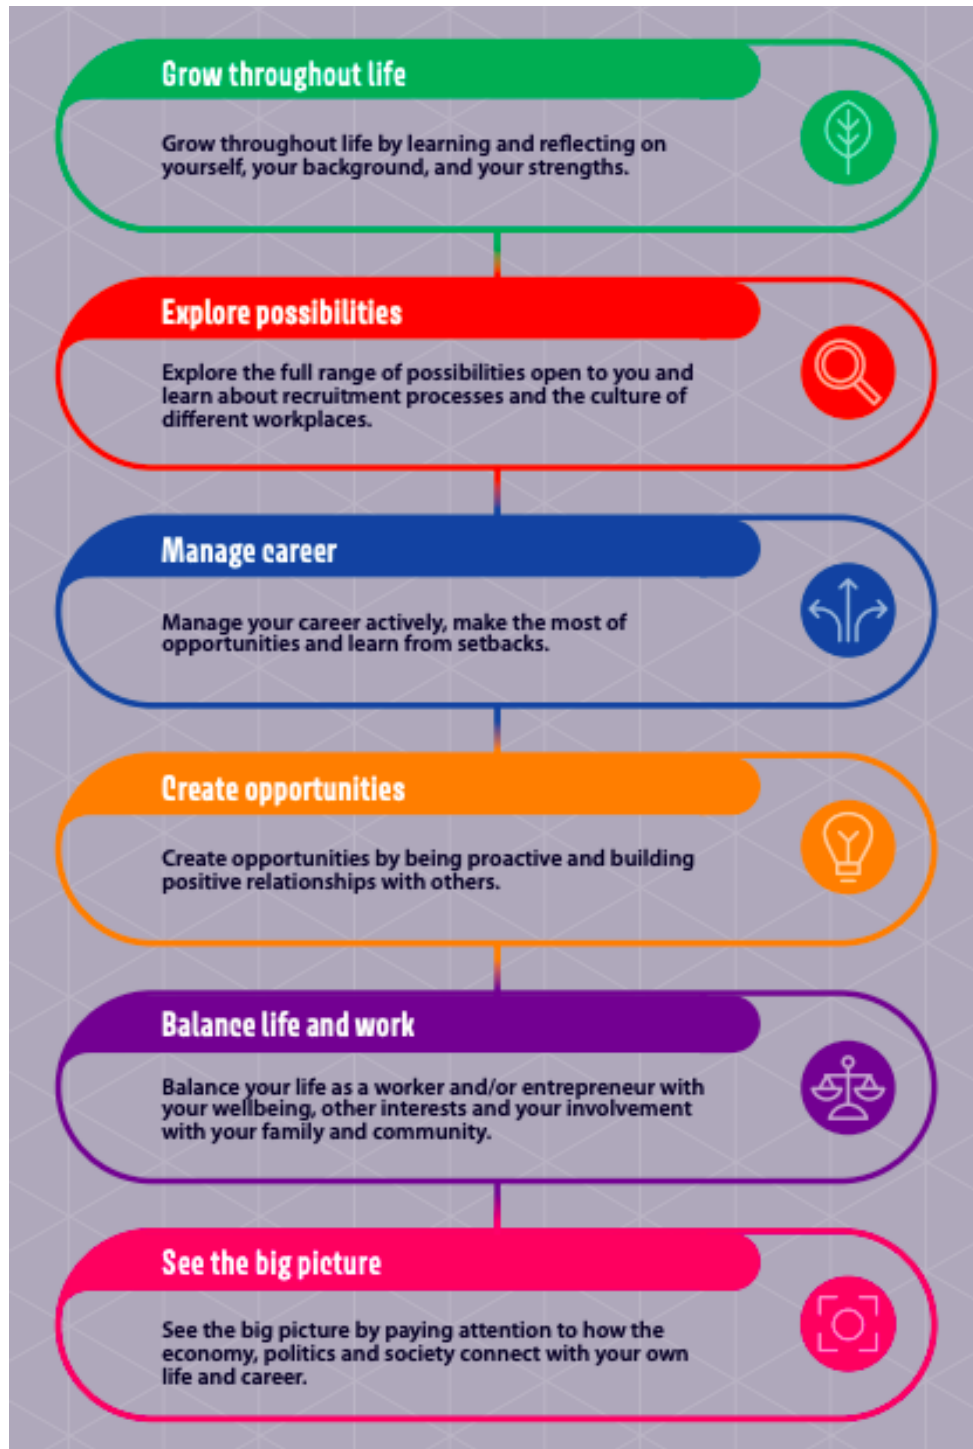 Grow throughout life
Grow throughout life by learning and reflecting on
yourself, your background, and your strengths.
Explore possibilities
Explore the full range of possibilities open to you and
learn about recruitment processes and the culture of
different workplaces.
Manage career
Manage your career actively, make the most of
opportunities and learn from setbacks.
Create opportunities
Create opportunities by being proactive and building
positive relationships with others.
Balance life and work
Balance your life as a worker and/or entrepreneur with
your wellbeing, other interests and your involvement
with your family and community.
See the big picture
See the big picture by paying attention to how the
economy, politics and society connect with your own
life and career.